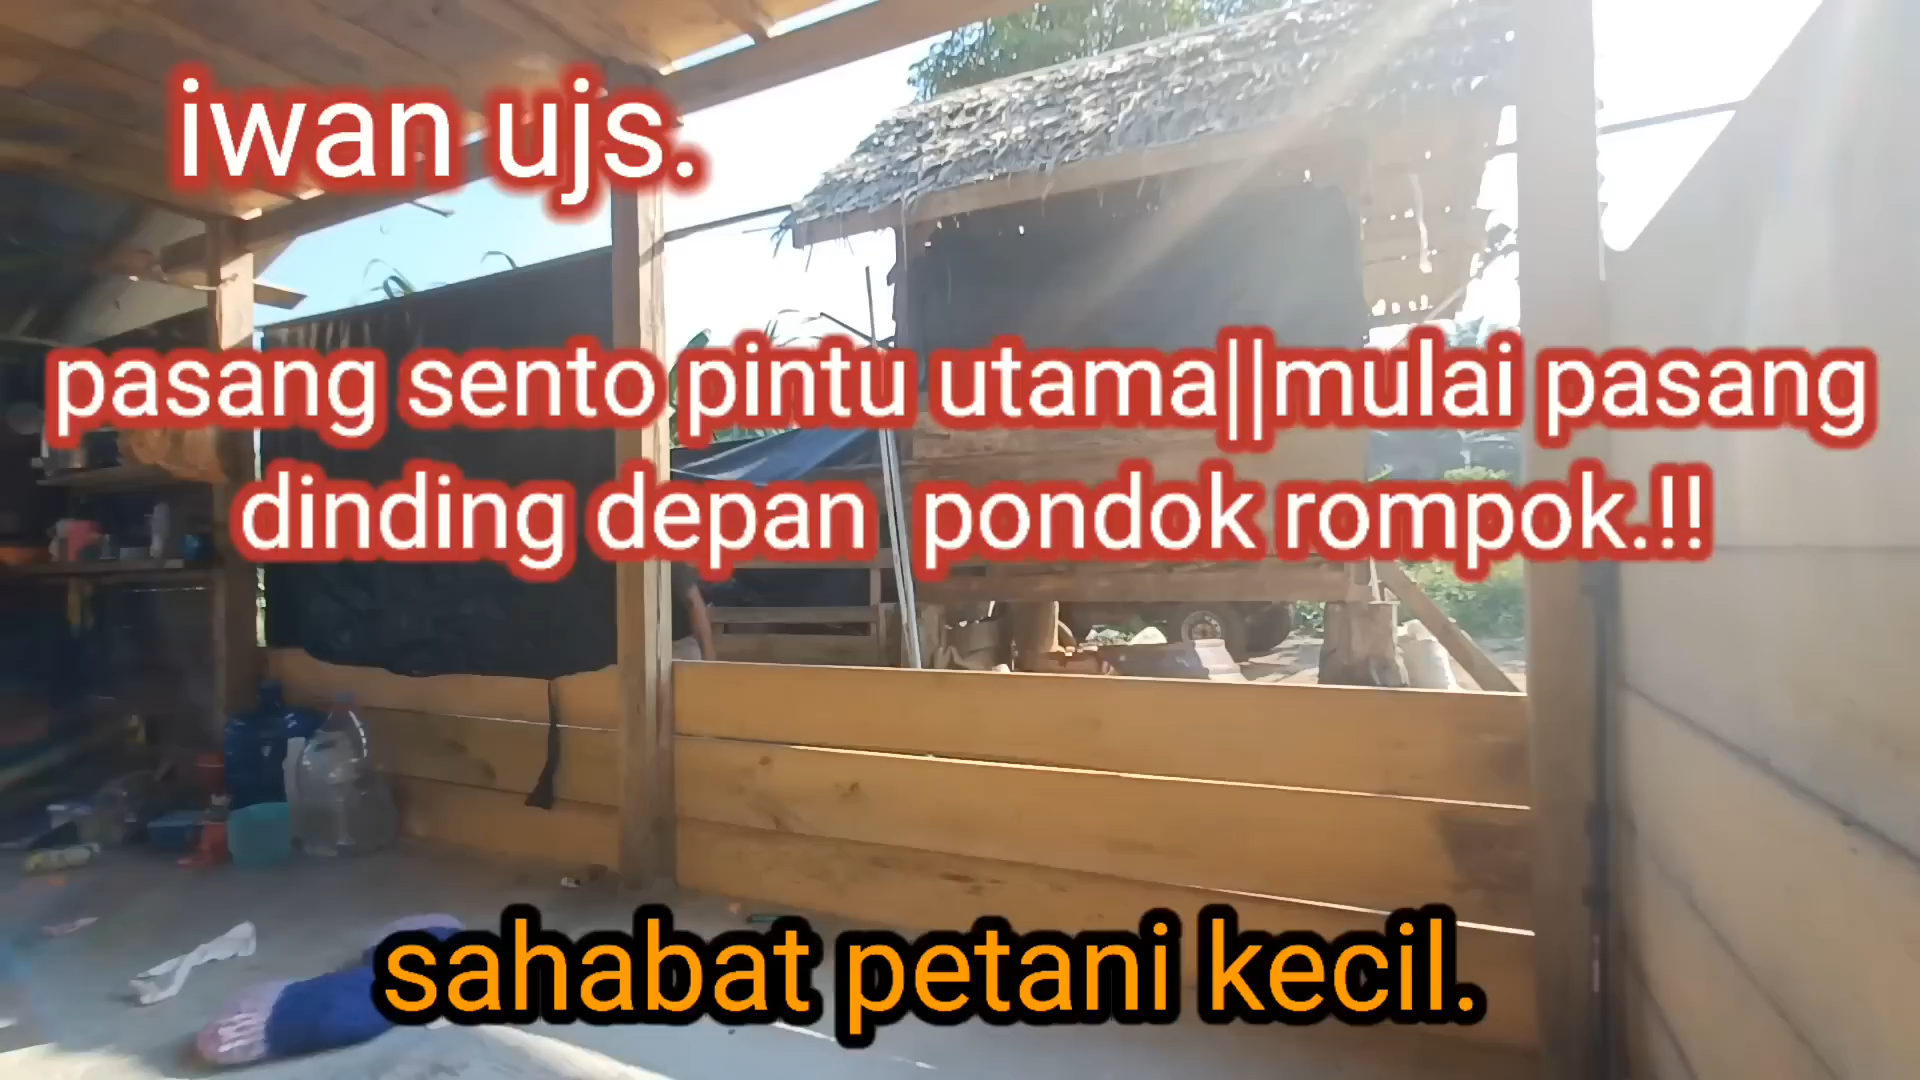 iwan ujs.
pasang sento pintu utama||mulai pasang
dinding depan pondok rompok.!!
sahabat petani kecil.